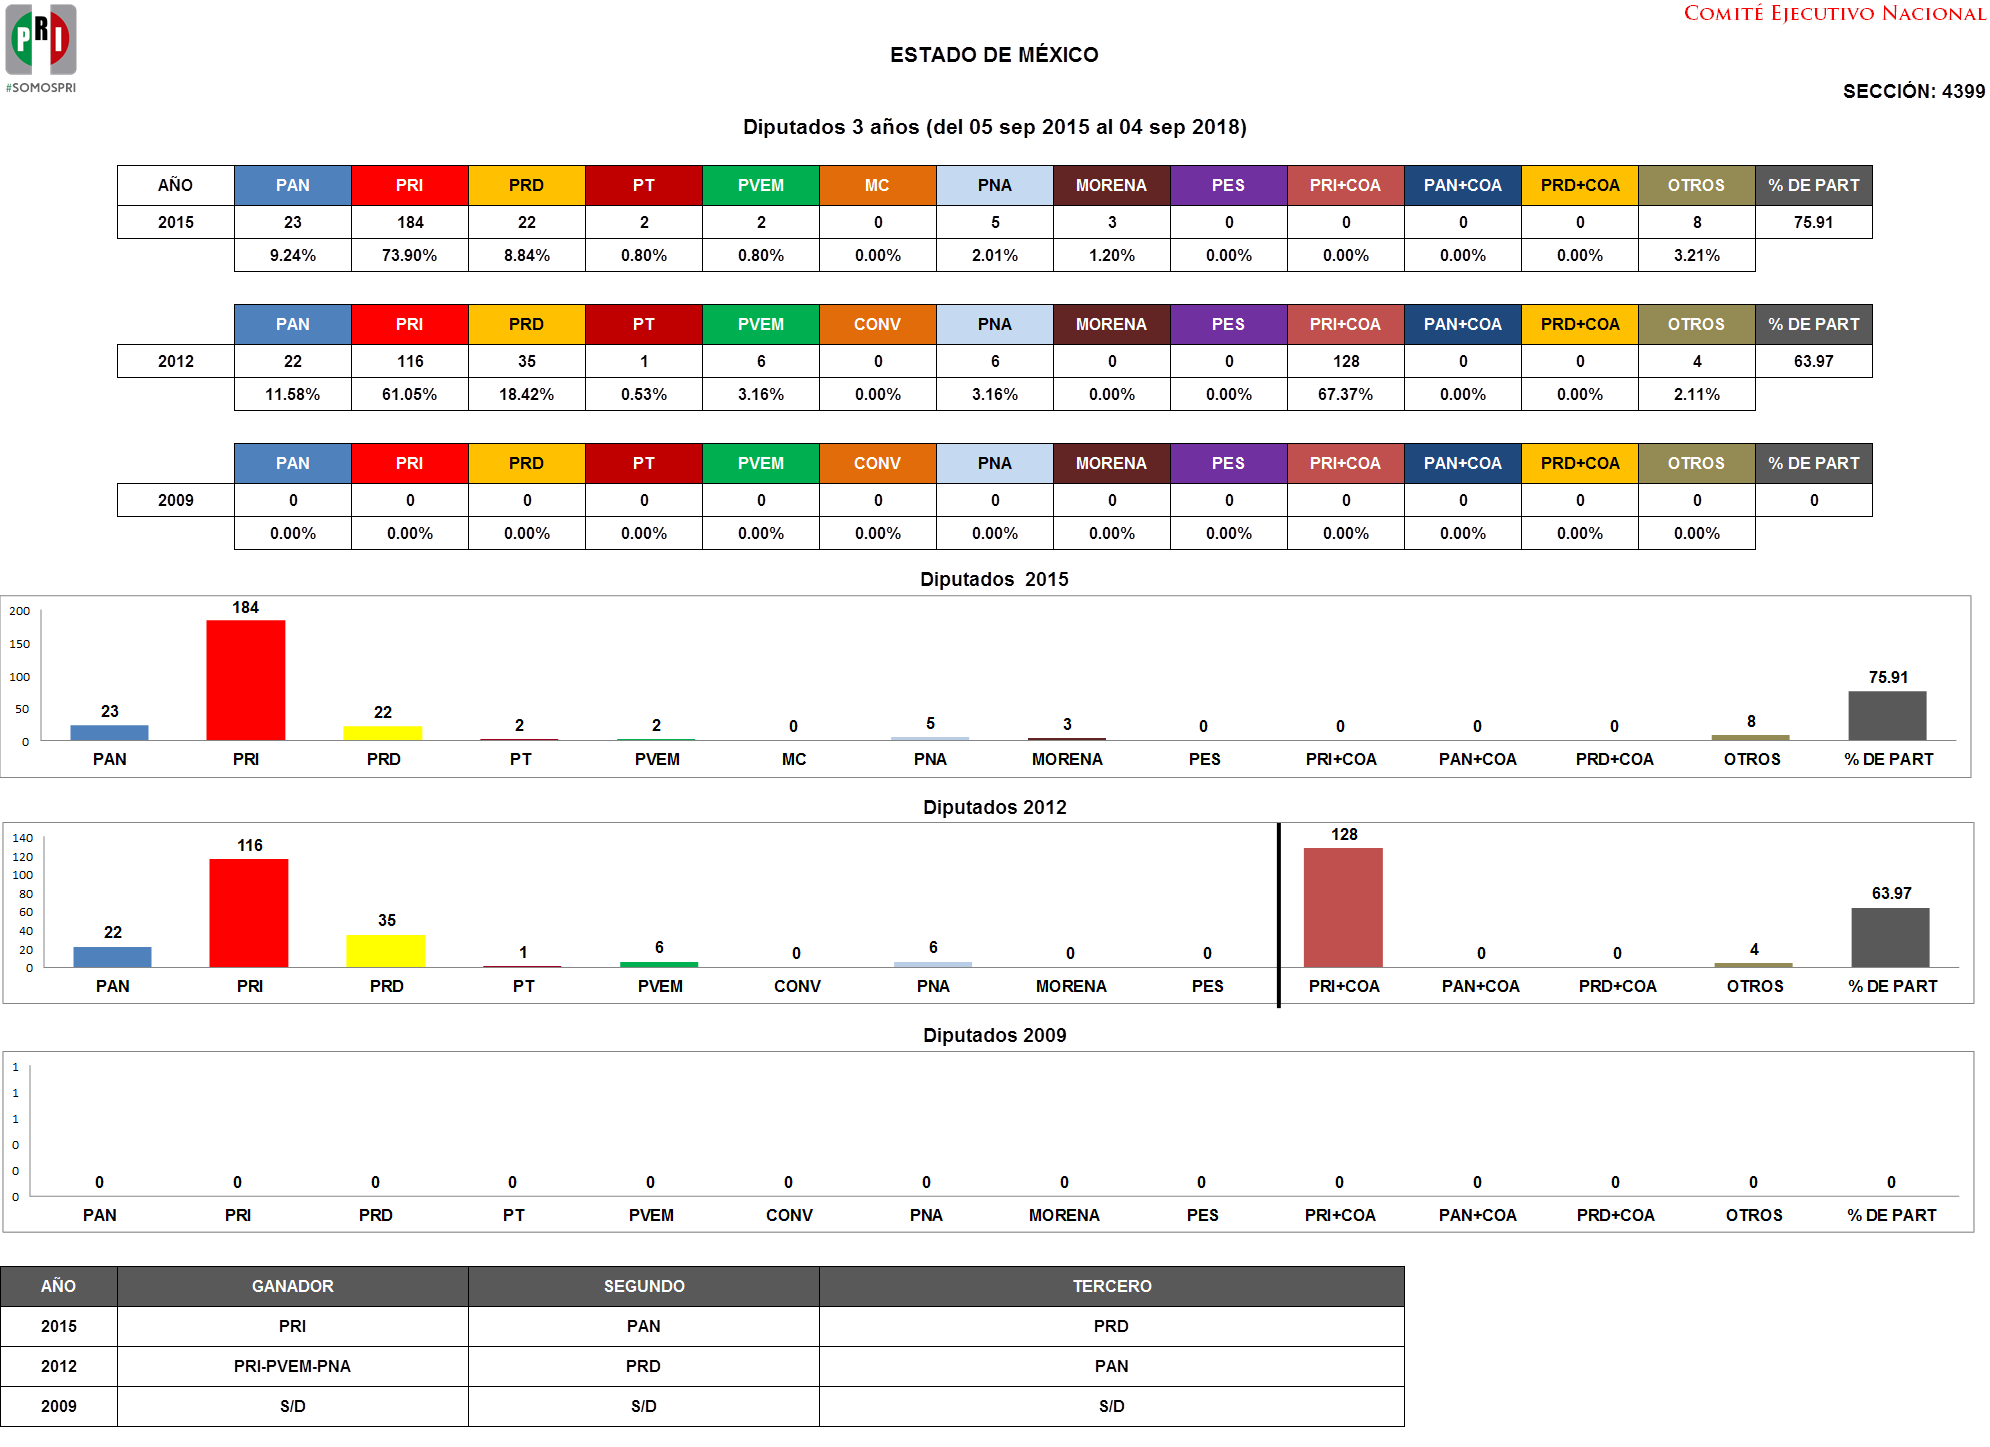 PRI
#SOMOSPRI
COMITÉ EJECUTIVO NACIONAL
ESTADO DE MÉXICO
SECCIÓN: 4399
Diputados 3 años (del 05 sep 2015 al 04 sep 2018)
AÑO PAN PRI PRD PT PVEM MC PNA MORENA PES PRI+COA PAN+COA PRD+COA OTROS % DE PART
2015 23 184 22 2 2 0 5 3 0 0 0 0 8 75.91
9.24% 73.90% 8.84% 0.80% 0.80% 0.00% 2.01% 1.20% 0.00% 0.00% 0.00% 0.00% 3.21%
PAN PRI PRD PT PVEM CONV PNA MORENA PES PRI+COA PAN+COA PRD+COA OTROS % DE PART
2012 22 116 35 1 6 0 6 0 0 128 0 0 4 63.97
11.58% 61.05% 18.42% 0.53% 3.16% 0.00% 3.16% 0.00% 0.00% 67.37% 0.00% 0.00% 2.11%
PAN PRI PRD PT PVEM CONV PNA MORENA PES PRI+COA PAN+COA PRD+COA OTROS % DE PART
2009 0 0 0 0 0 0 0 0 0 0 0 0 0 0
0.00% 0.00% 0.00% 0.00% 0.00% 0.00% 0.00% 0.00% 0.00% 0.00% 0.00% 0.00% 0.00%
Diputados 2015
200
150
100
50
0
23 184 22 2 2 0 5 3 0 0 0 0 8 75.91
PAN PRI PRD PT PVEM MC PNA MORENA PES PRI+COA PAN+COA PRD+COA OTROS % DE PART
Diputados 2012
140
120
100
80
60
40
20
0
22 116 35 1 6 0 6 0 0 128 0 0 4 63.97
PAN PRI PRD PT PVEM CONV PNA MORENA PES PRI+COA PAN+COA PRD+COA OTROS % DE PART
Diputados 2009
1
1
1
0
0
0
0 0 0 0 0 0 0 0 0 0 0 0 0 0
PAN PRI PRD PT PVEM CONV PNA MORENA PES PRI+COA PAN+COA PRD+COA OTROS % DE PART
AÑO GANADOR SEGUNDO TERCERO
2015 PRI PAN PRD
2012 PRI-PVEM-PNA PRD PAN
2009 S/D S/D S/D